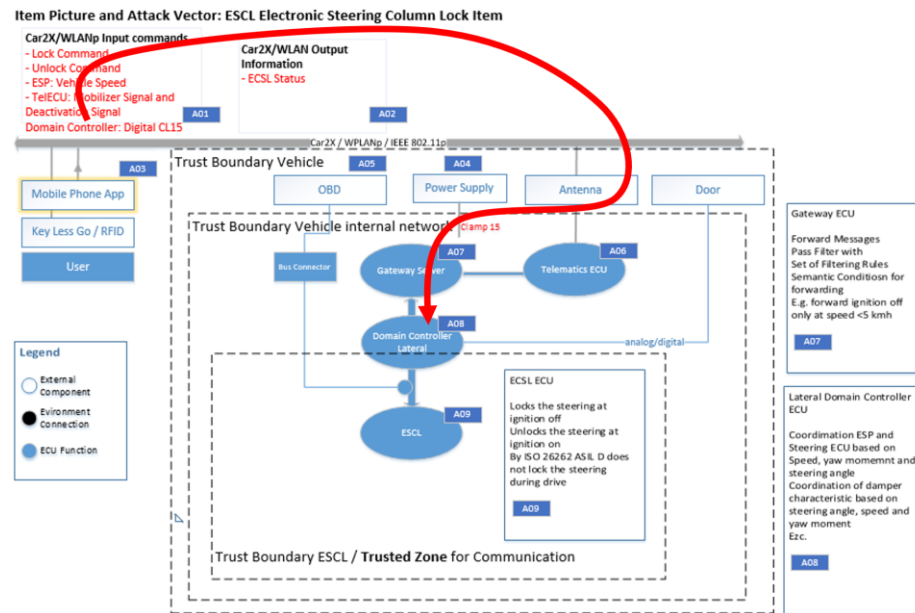 Item Picture and Attack Vector: ESCL Electronic Steering Column Lock Item
Car2X/WLANp Input commands
- Lock Command
- Unlock Command
- ESP: Vehicle Speed
- TelECU: Mobilizer Signal and
Deactivation Signal
Domain Controller: Digital CL15
A01
Car2X/WLAN Output
Information
- ECSL Status
A02
Car2X / WPLANp / IEEE 802.11p
A03
Mobile Phone App
Key Less Go / RFID
User
Trust Boundary Vehicle
A05
OBD
A04
Power Supply
Antenna
Door
Trust Boundary Vehicle internal network
Clamp 15
Bus Connector
A07
Gateway Server
A06
Telematics ECU
A08
Domain Controller
Lateral
analog/digital
A09
ESCL
ECSL ECU
Locks the steering at
ignition off
Unlocks the steering at
ignition on
By ISO 26262 ASIL D does
not lock the steering
during drive
A09
Trust Boundary ESCL / Trusted Zone for Communication
Legend
External
Component
Evironment
Connection
ECU Function
Gateway ECU
Forward Messages
Pass Filter with
Set of Filtering Rules
Semantic Conditiosn for
forwarding
E.g. forward ignition off
only at speed <5 kmh
A07
Lateral Domain Controller
ECU
Coordimation ESP and
Steering ECU based on
Speed, yaw momemnt and
steering angle
Coordination of damper
characteristic based on
steering angle, speed and
yaw moment
Ezc.
A08